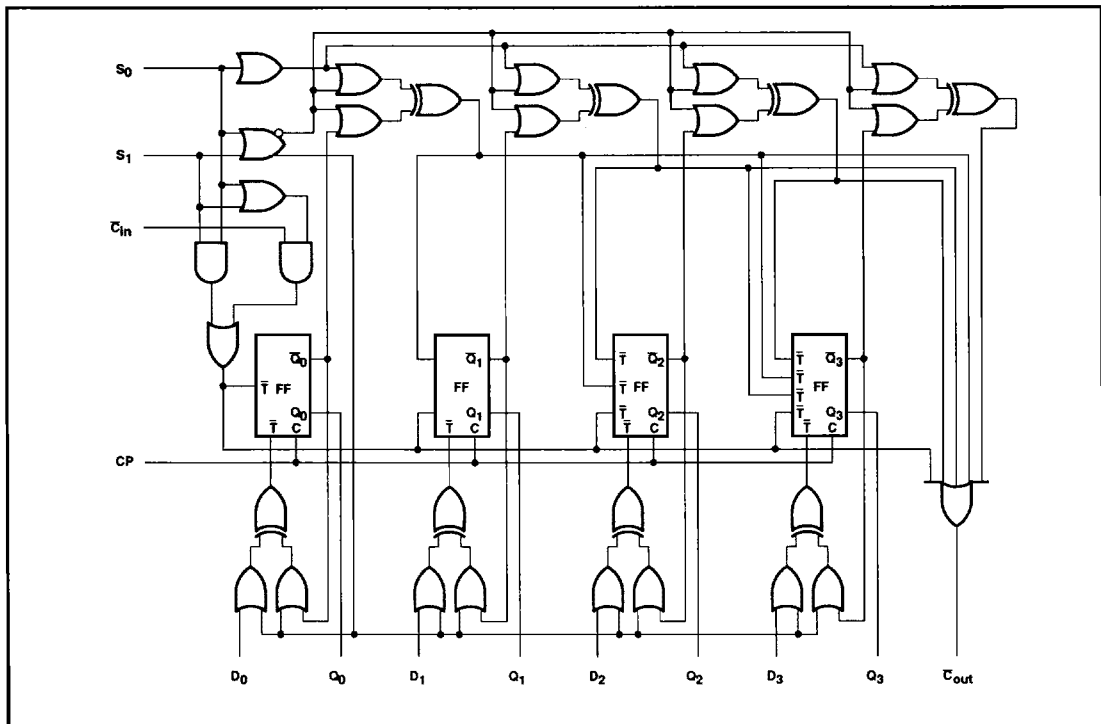 S0
S1
C̅in
Q̅0
T̅ FF
Q0
T̅ C
Q̅1
FF
Q1
T̅ C
T̅ Q̅2
T̅ FF
T̅ Q2
T̅ C
T̅ Q̅3
T̅ FF
T̅
T̅ Q3
T̅ C
CP
D0 Q0 D1 Q1 D2 Q2 D3 Q3 C̅out